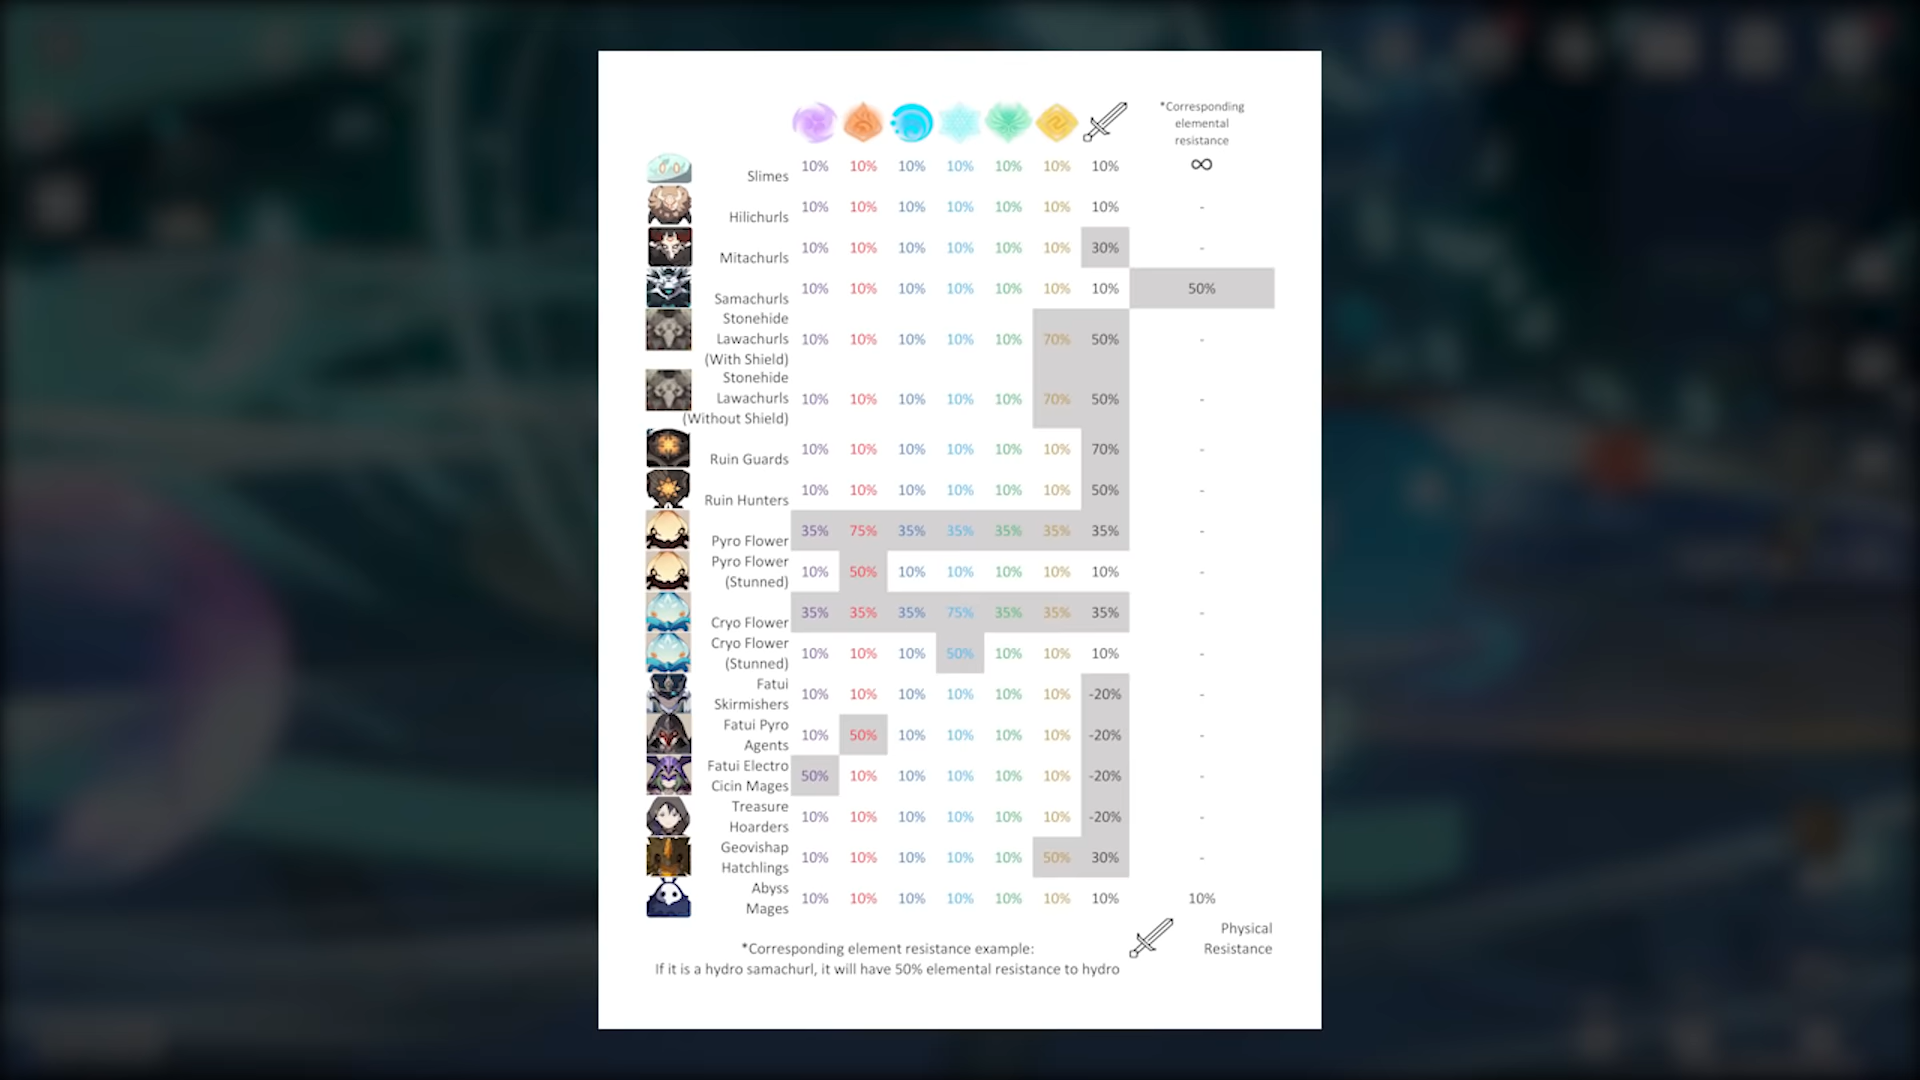 *Corresponding
elemental
resistance
Slimes 10% 10% 10% 10% 10% 10% 10% ∞
Hilichurls 10% 10% 10% 10% 10% 10% 10% -
Mitachurls 10% 10% 10% 10% 10% 10% 30% -
Samachurls 10% 10% 10% 10% 10% 10% 10% 50%
Stonehide
Lawachurls 10% 10% 10% 10% 10% 70% 50% -
(With Shield)
Stonehide
Lawachurls 10% 10% 10% 10% 10% 70% 50% -
(Without Shield)
Ruin Guards 10% 10% 10% 10% 10% 10% 70% -
Ruin Hunters 10% 10% 10% 10% 10% 10% 50% -
Pyro Flower 35% 75% 35% 35% 35% 35% 35% -
Pyro Flower
(Stunned) 10% 50% 10% 10% 10% 10% 10% -
Cryo Flower 35% 35% 35% 75% 35% 35% 35% -
Cryo Flower
(Stunned) 10% 10% 10% 50% 10% 10% 10% -
Fatui
Skirmishers 10% 10% 10% 10% 10% 10% -20% -
Fatui Pyro
Agents 10% 50% 10% 10% 10% 10% -20% -
Fatui Electro
Cicin Mages 50% 10% 10% 10% 10% 10% -20% -
Treasure
Hoarders 10% 10% 10% 10% 10% 10% -20% -
Geovishap
Hatchlings 10% 10% 10% 10% 10% 50% 30% -
Abyss
Mages 10% 10% 10% 10% 10% 10% 10% 10%
Physical
Resistance
*Corresponding element resistance example:
If it is a hydro samachurl, it will have 50% elemental resistance to hydro